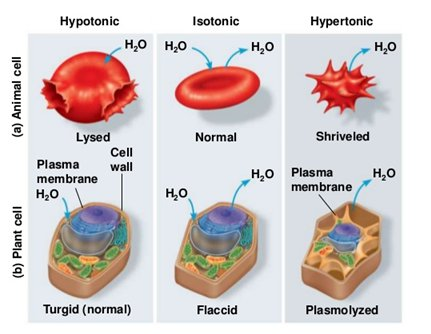 Hypotonic
Isotonic
Hypertonic
(a) Animal cell
H₂O
H₂O
H₂O
H₂O
Lysed
Normal
Shriveled
(b) Plant cell
Plasma
membrane
Cell
wall
H₂O
H₂O
H₂O
Plasma
membrane
H₂O
Turgid (normal)
Flaccid
Plasmolyzed